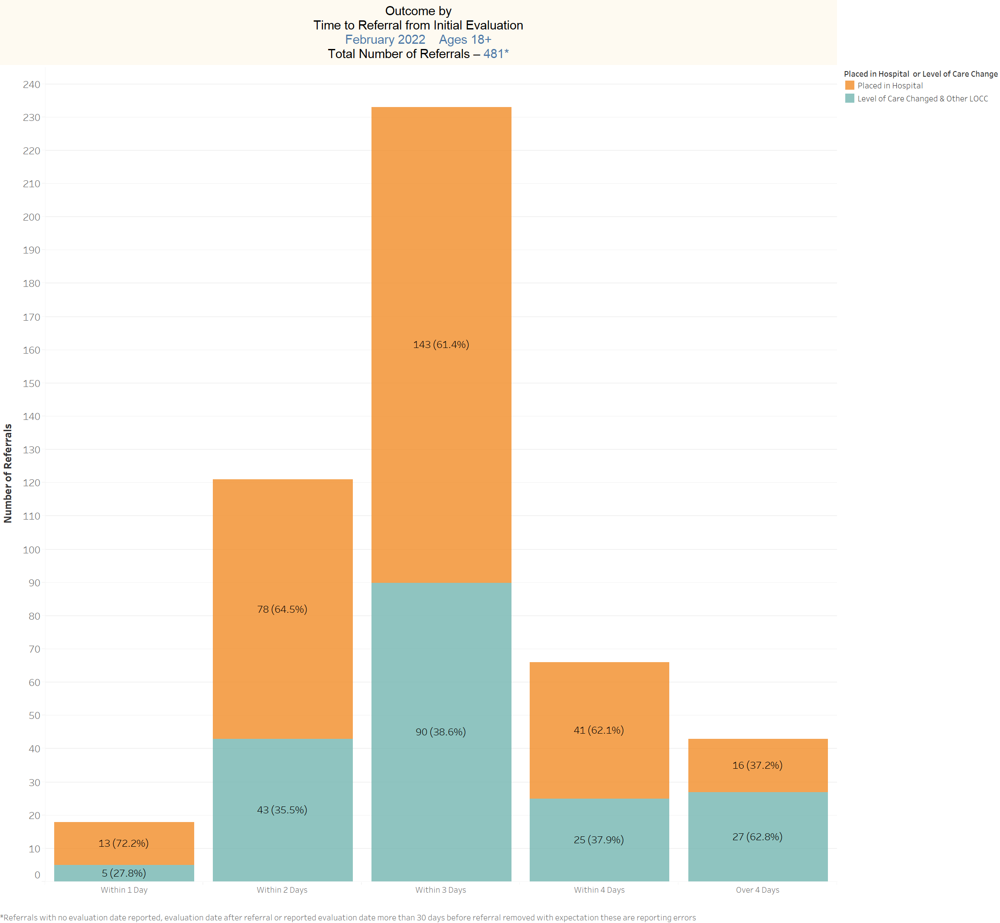 Outcome by
Time to Referral from Initial Evaluation
February 2022 Ages 18+
Total Number of Referrals – 481*
Placed in Hospital or Level of Care Change
Placed in Hospital
Level of Care Changed & Other LOCC
Number of Referrals
240
230
220
210
200
190
180
170
160
150
140
130
120
110
100
90
80
70
60
50
40
30
20
10
0
13 (72.2%)
5 (27.8%)
78 (64.5%)
43 (35.5%)
143 (61.4%)
90 (38.6%)
41 (62.1%)
25 (37.9%)
16 (37.2%)
27 (62.8%)
Within 1 Day
Within 2 Days
Within 3 Days
Within 4 Days
Over 4 Days
*Referrals with no evaluation date reported, evaluation date after referral or reported evaluation date more than 30 days before referral removed with expectation these are reporting errors